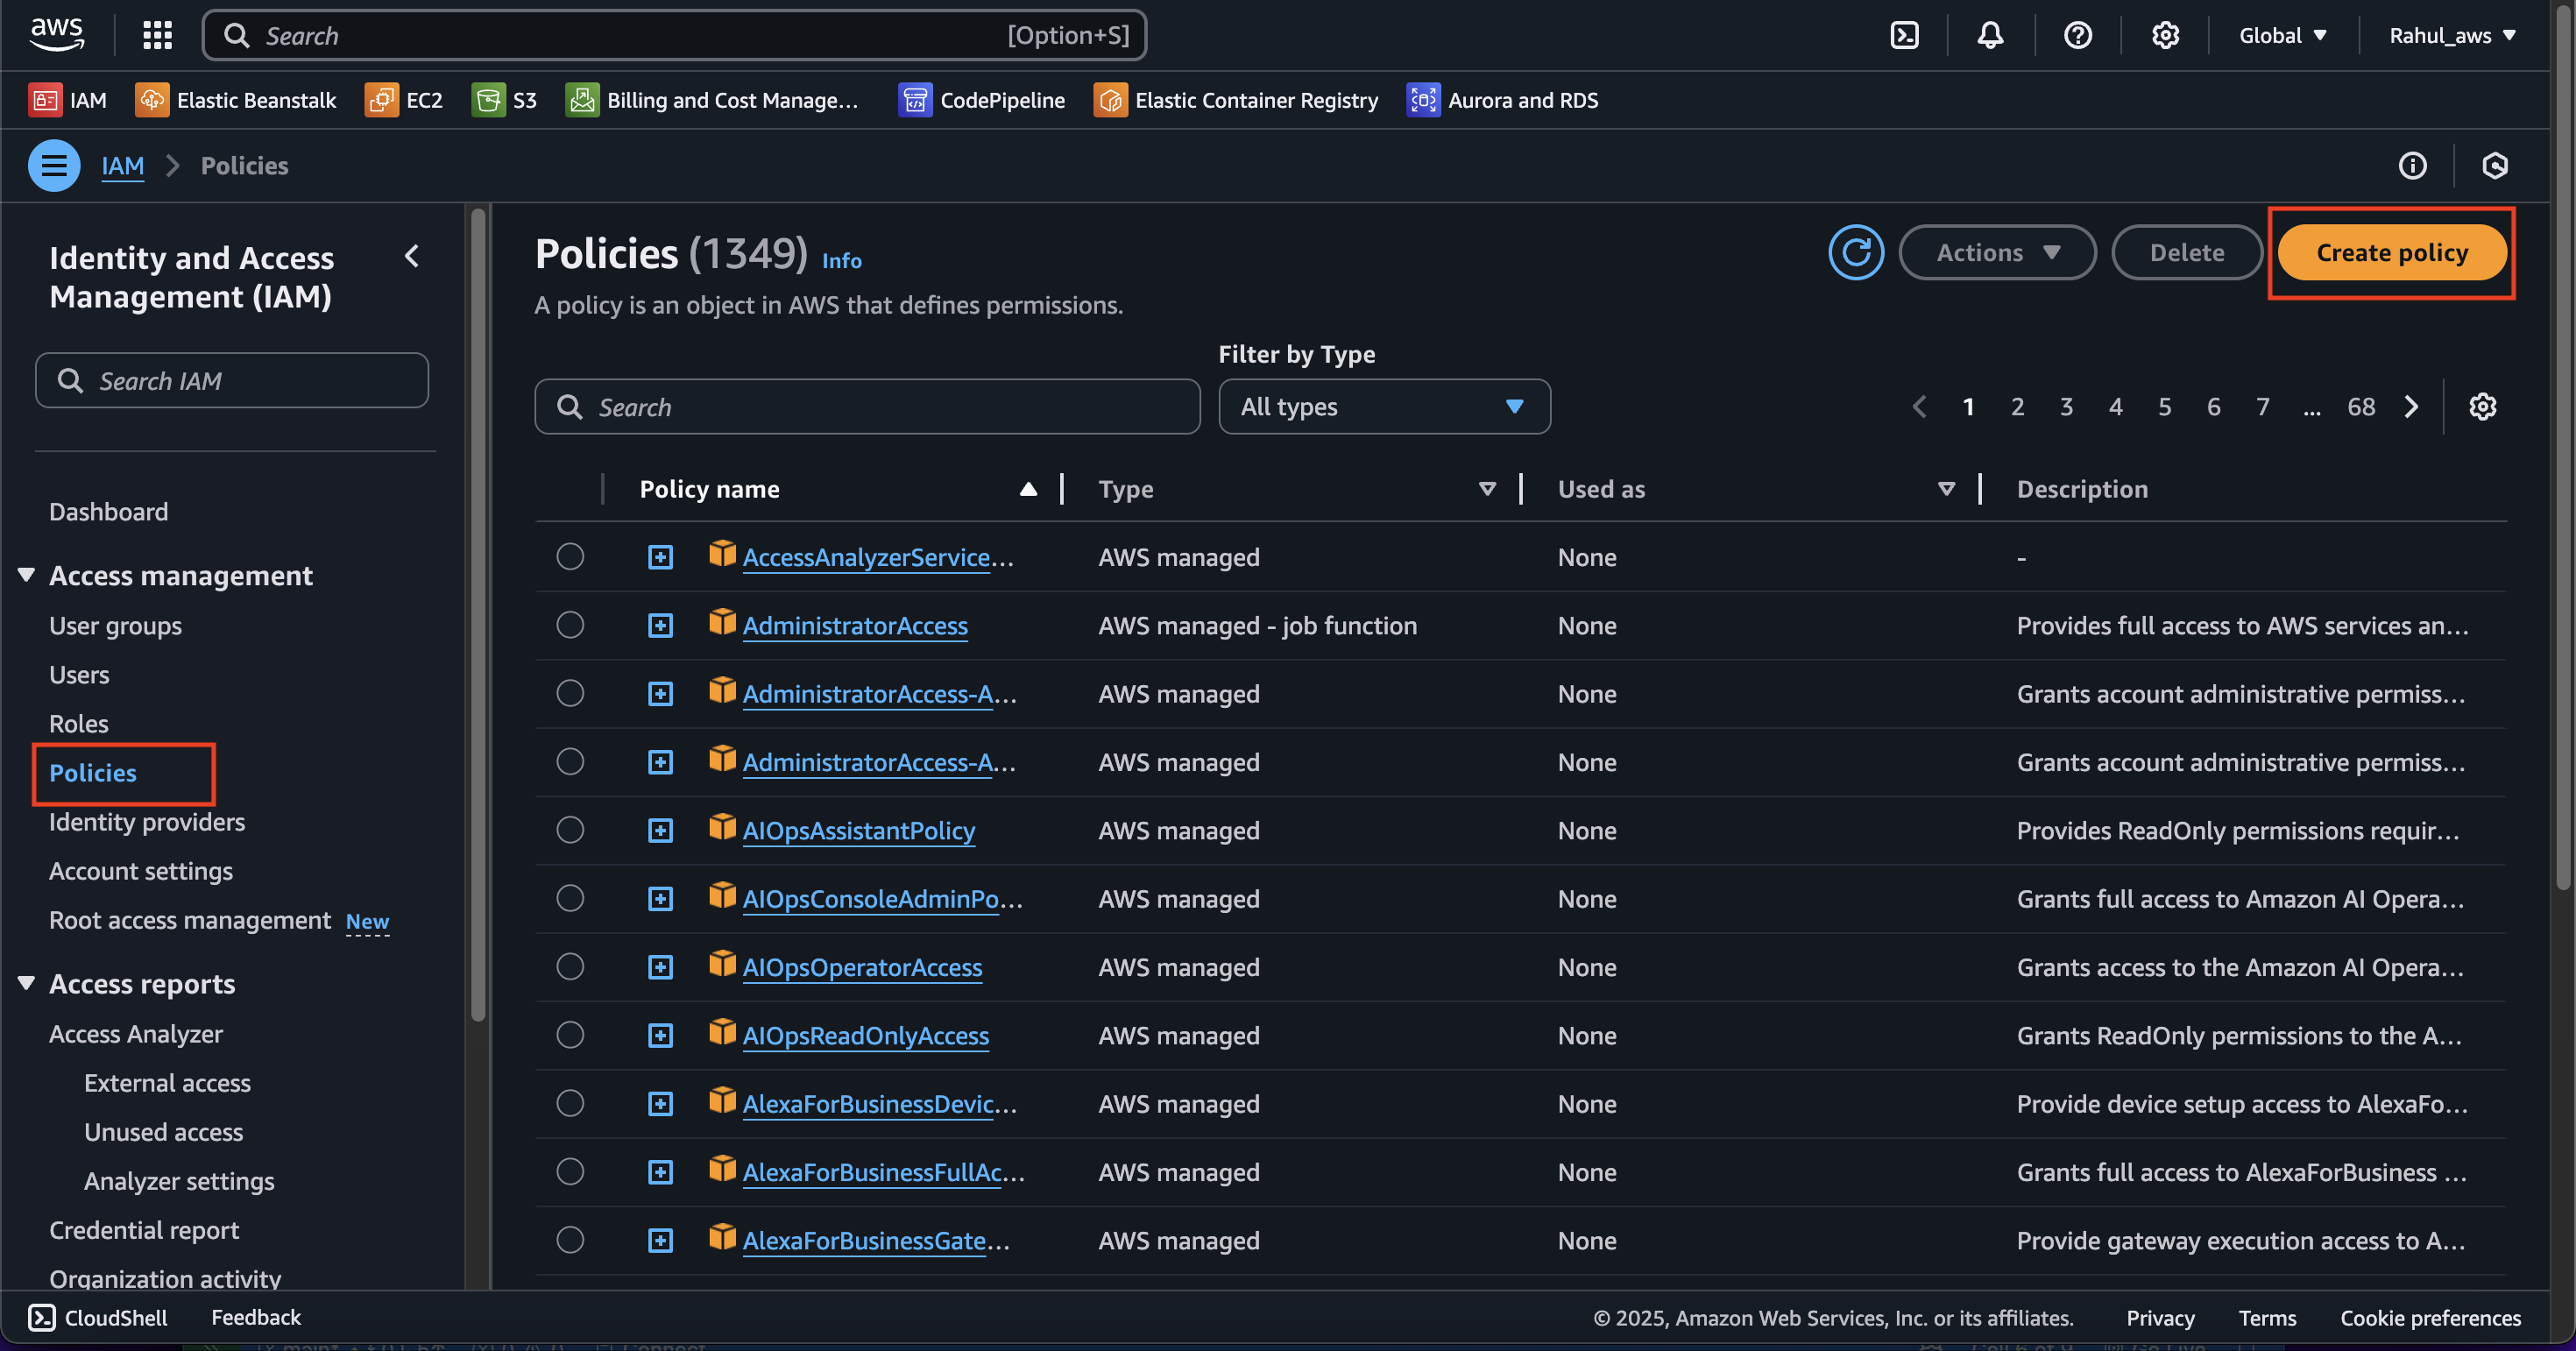 aws
Search [Option+S]
Global
Rahul_aws
IAM
Elastic Beanstalk
EC2
S3
Billing and Cost Manage...
CodePipeline
Elastic Container Registry
Aurora and RDS
IAM
Policies
Identity and Access
Management (IAM)
Search IAM
Dashboard
Access management
User groups
Users
Roles
Policies
Identity providers
Account settings
Root access management New
Access reports
Access Analyzer
External access
Unused access
Analyzer settings
Credential report
Organization activity
Policies (1349) Info
Actions
Delete
Create policy
A policy is an object in AWS that defines permissions.
Filter by Type
Search
All types
1 2 3 4 5 6 7 ... 68
Policy name Type Used as Description
AccessAnalyzerService... AWS managed None -
AdministratorAccess AWS managed - job function None Provides full access to AWS services an...
AdministratorAccess-A... AWS managed None Grants account administrative permiss...
AdministratorAccess-A... AWS managed None Grants account administrative permiss...
AIOpsAssistantPolicy AWS managed None Provides ReadOnly permissions requir...
AIOpsConsoleAdminPo... AWS managed None Grants full access to Amazon AI Opera...
AIOpsOperatorAccess AWS managed None Grants access to the Amazon AI Opera...
AIOpsReadOnlyAccess AWS managed None Grants ReadOnly permissions to the A...
AlexaForBusinessDevic... AWS managed None Provide device setup access to AlexaFo...
AlexaForBusinessFullAc... AWS managed None Grants full access to AlexaForBusiness ...
AlexaForBusinessGate... AWS managed None Provide gateway execution access to A...
CloudShell
Feedback
© 2025, Amazon Web Services, Inc. or its affiliates.
Privacy
Terms
Cookie preferences